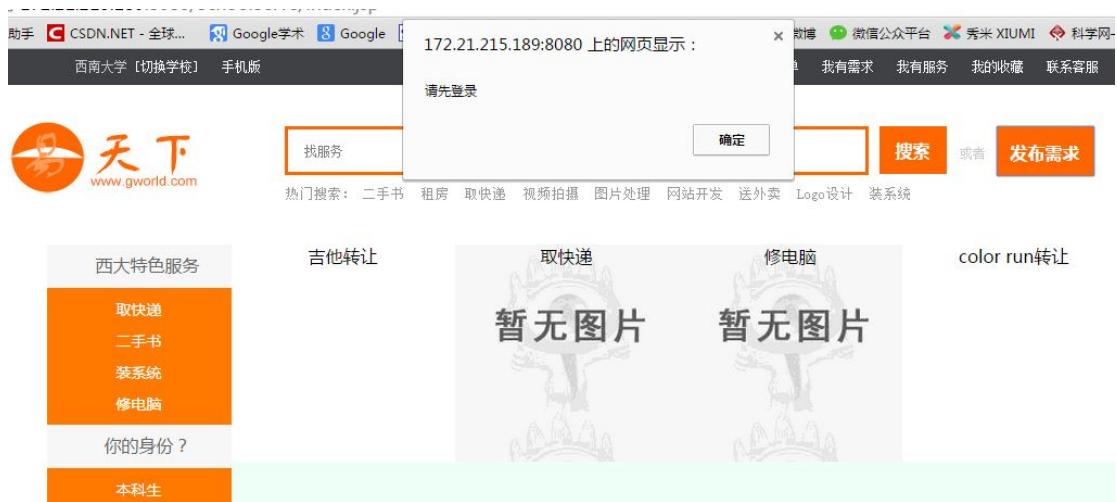 助手 CSDN.NET - 全球... Google学术 Google
微博 微信公众平台 秀米 XIUMI 科学网-
西南大学 [切换学校] 手机版
我有需求 我有服务 我的收藏 联系客服
172.21.215.189:8080 上的网页显示：
×
请先登录
确定
易 天下
www.gworld.com
找服务
搜索 或者 发布需求
热门搜索： 二手书 租房 取快递 视频拍摄 图片处理 网站开发 送外卖 Logo设计 装系统
西大特色服务
取快递
二手书
装系统
修电脑
你的身份？
本科生
吉他转让
取快递
暂无图片
修电脑
暂无图片
color run转让